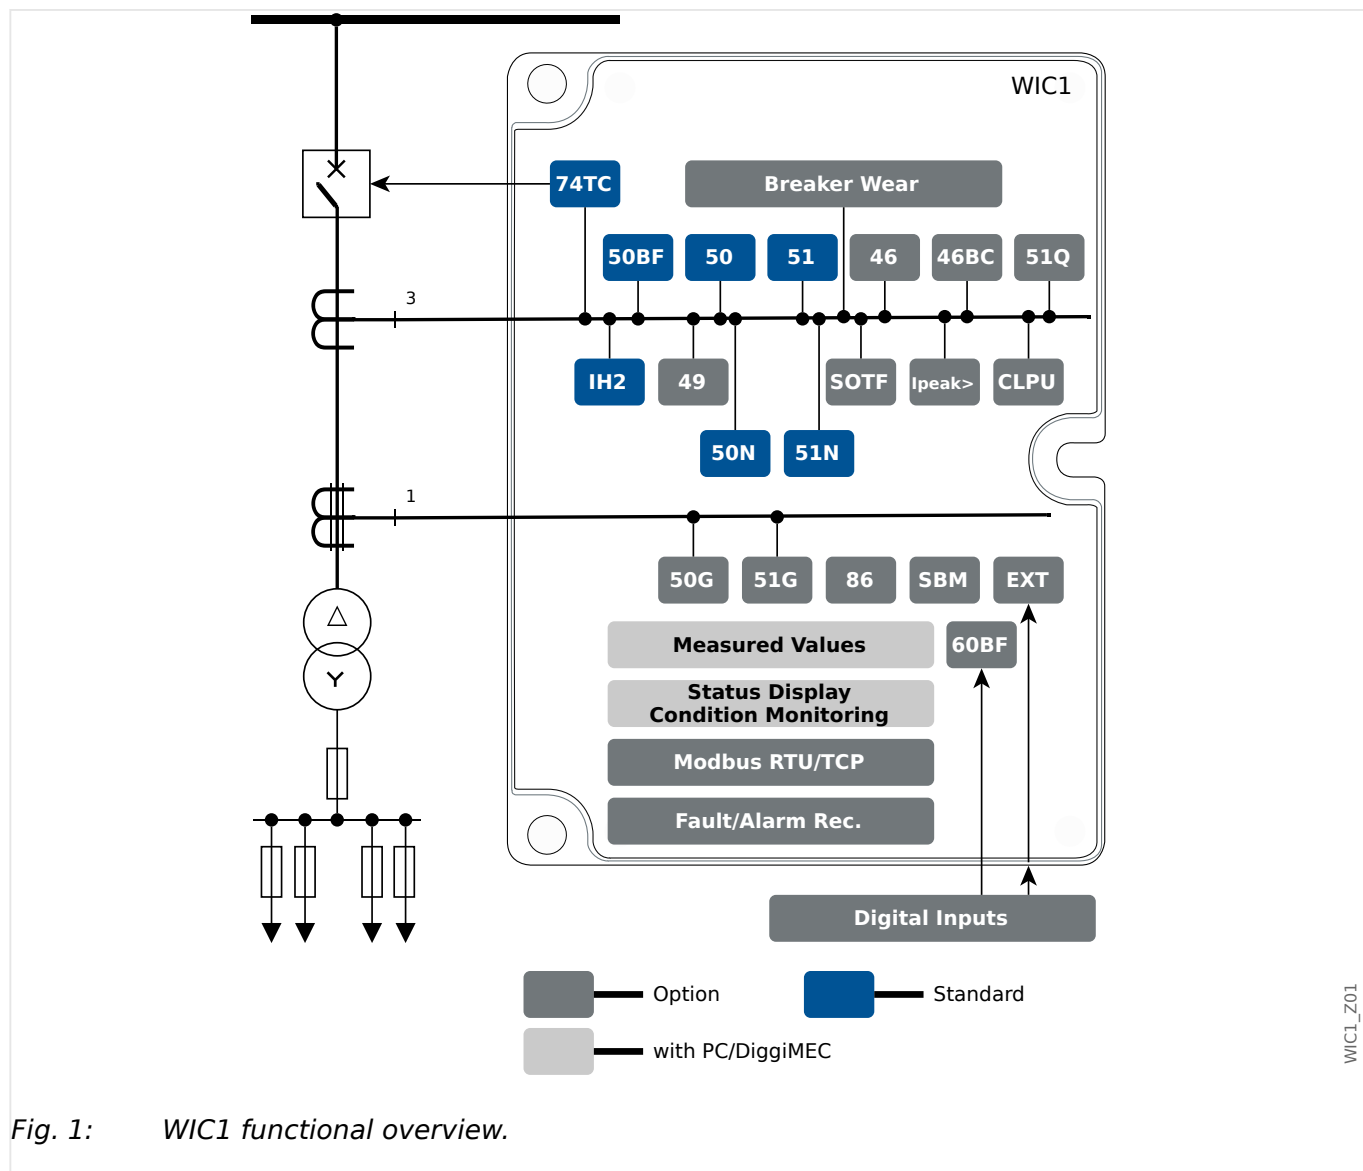 WIC1
74TC
Breaker Wear
50BF
50
51
46
46BC
51Q
3
IH2
49
SOTF
Ipeak>
CLPU
50N
51N
1
50G
51G
86
SBM
EXT
Measured Values
60BF
Status Display
Condition Monitoring
Modbus RTU/TCP
Fault/Alarm Rec.
Digital Inputs
Option
Standard
with PC/DiggiMEC
WIC1_Z01
Fig. 1: WIC1 functional overview.